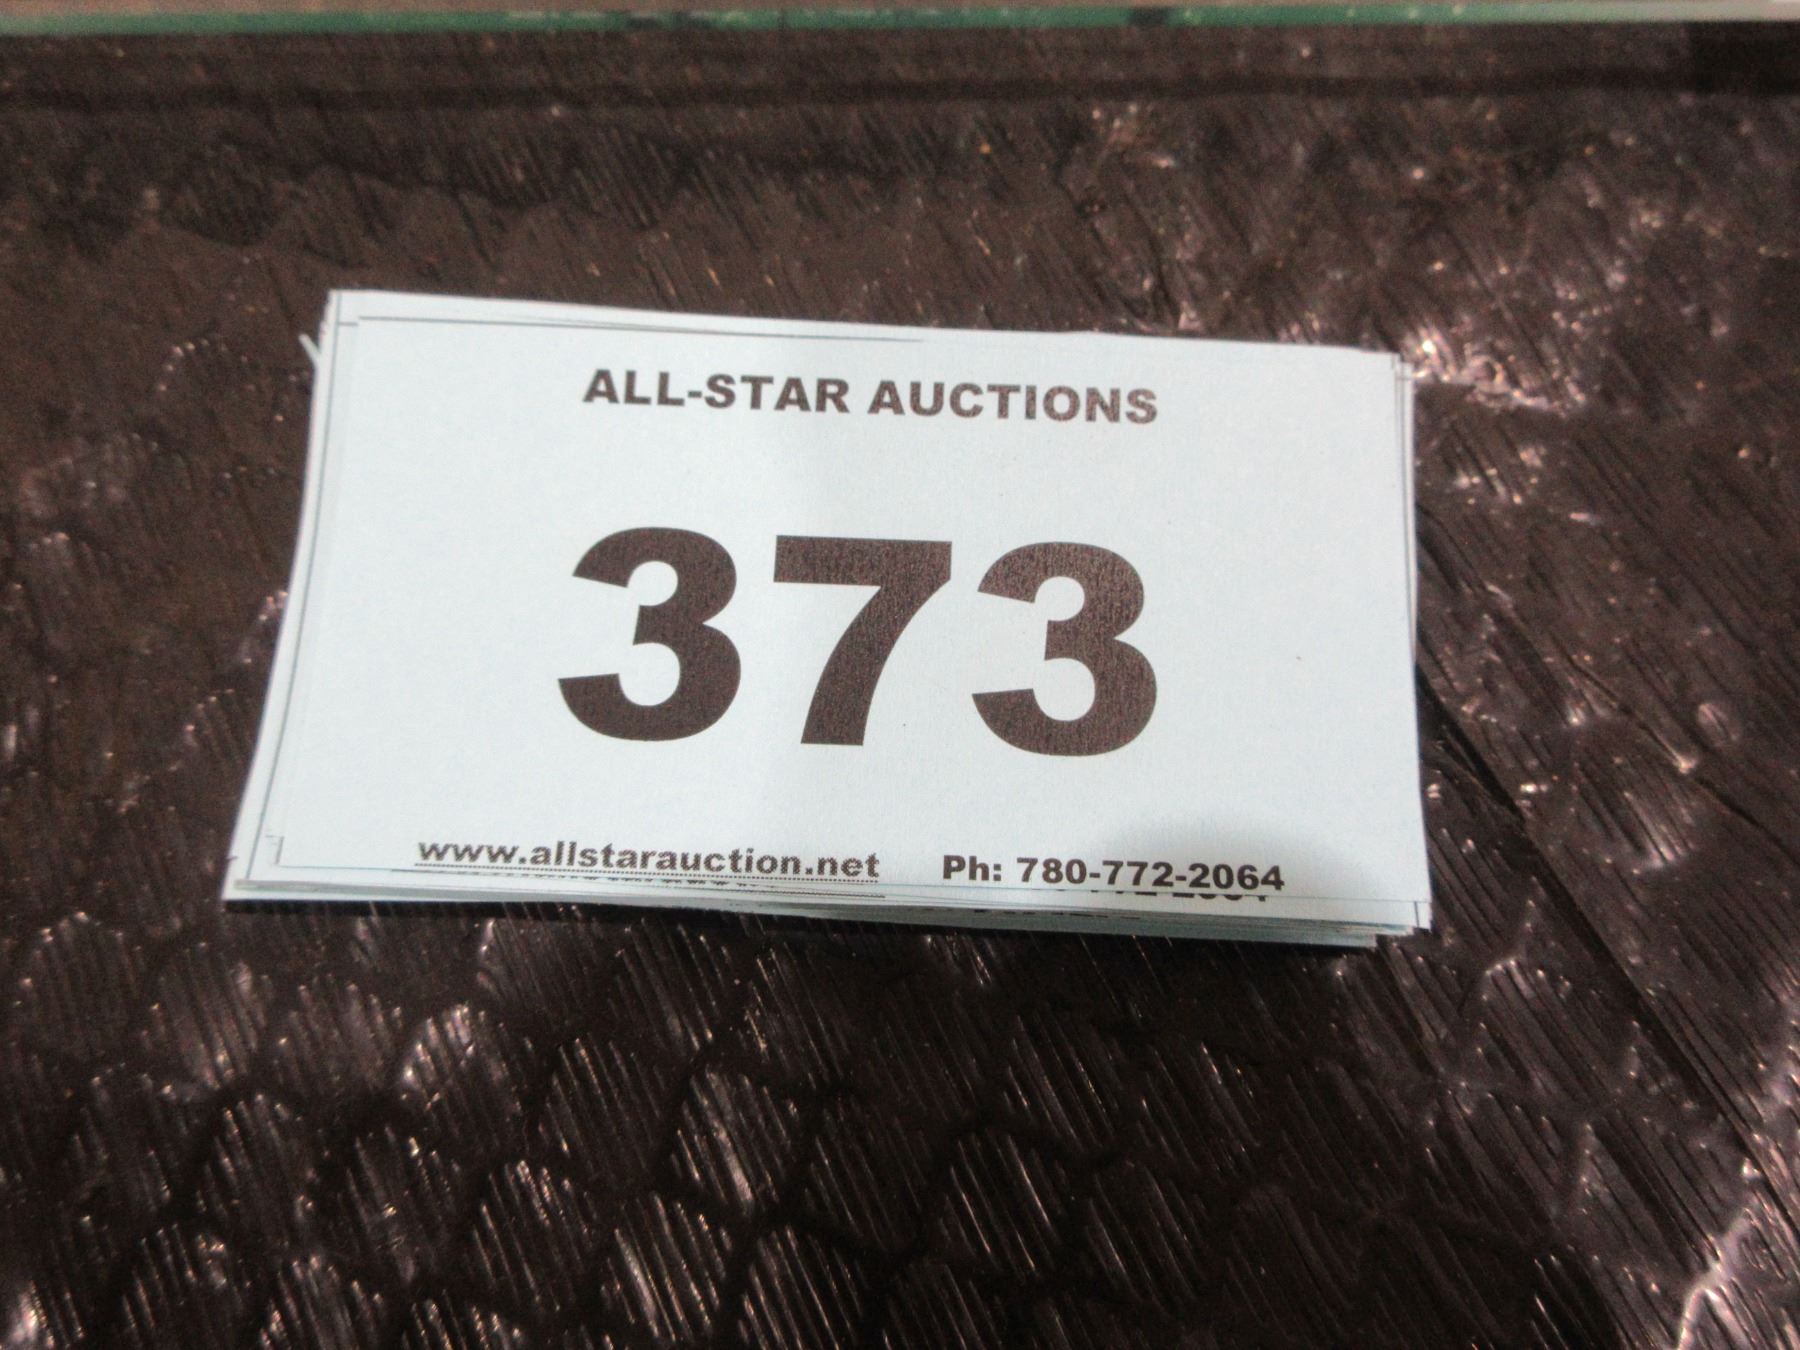 ALL-STAR AUCTIONS
373
www.allstarauction.net Ph: 780-772-2064